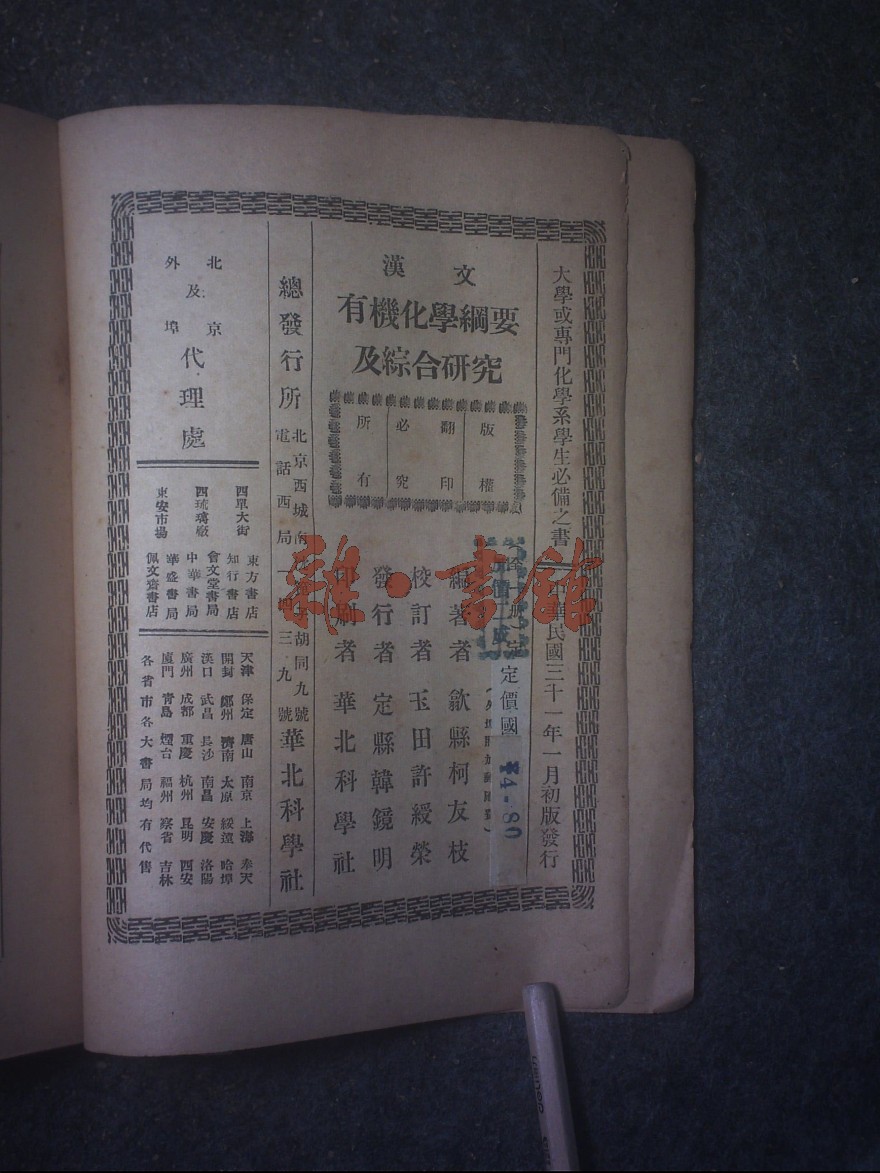 大學或專門化學系學生必備之書
中華民國三十一年一月初版發行
漢文
有機化學綱要
及綜合研究
版權
翻印
必究
所有
定價國
¥4-80
編著者 歙縣柯友枝
校訂者 玉田許綬榮
發行者 定縣韓鏡明
印刷者 華北科學社
總發行所
北京西城南
胡同九號
電話西局
三九號
華北科學社
北京
及
外埠
代理處
西單大街
東方書店
知行書店
西琉璃廠
會文堂書局
中華書局
華盛書局
東安市場
佩文齋書店
天津 保定 唐山 南京 上海 奉天
開封 鄭州 濟南 太原 綏遠 哈埠
漢口 武昌 長沙 南昌 安慶 洛陽
廣州 成都 重慶 杭州 昆明 西安
廈門 青島 煙台 福州 察省 吉林
各省市各大書局均有代售
雜·書館